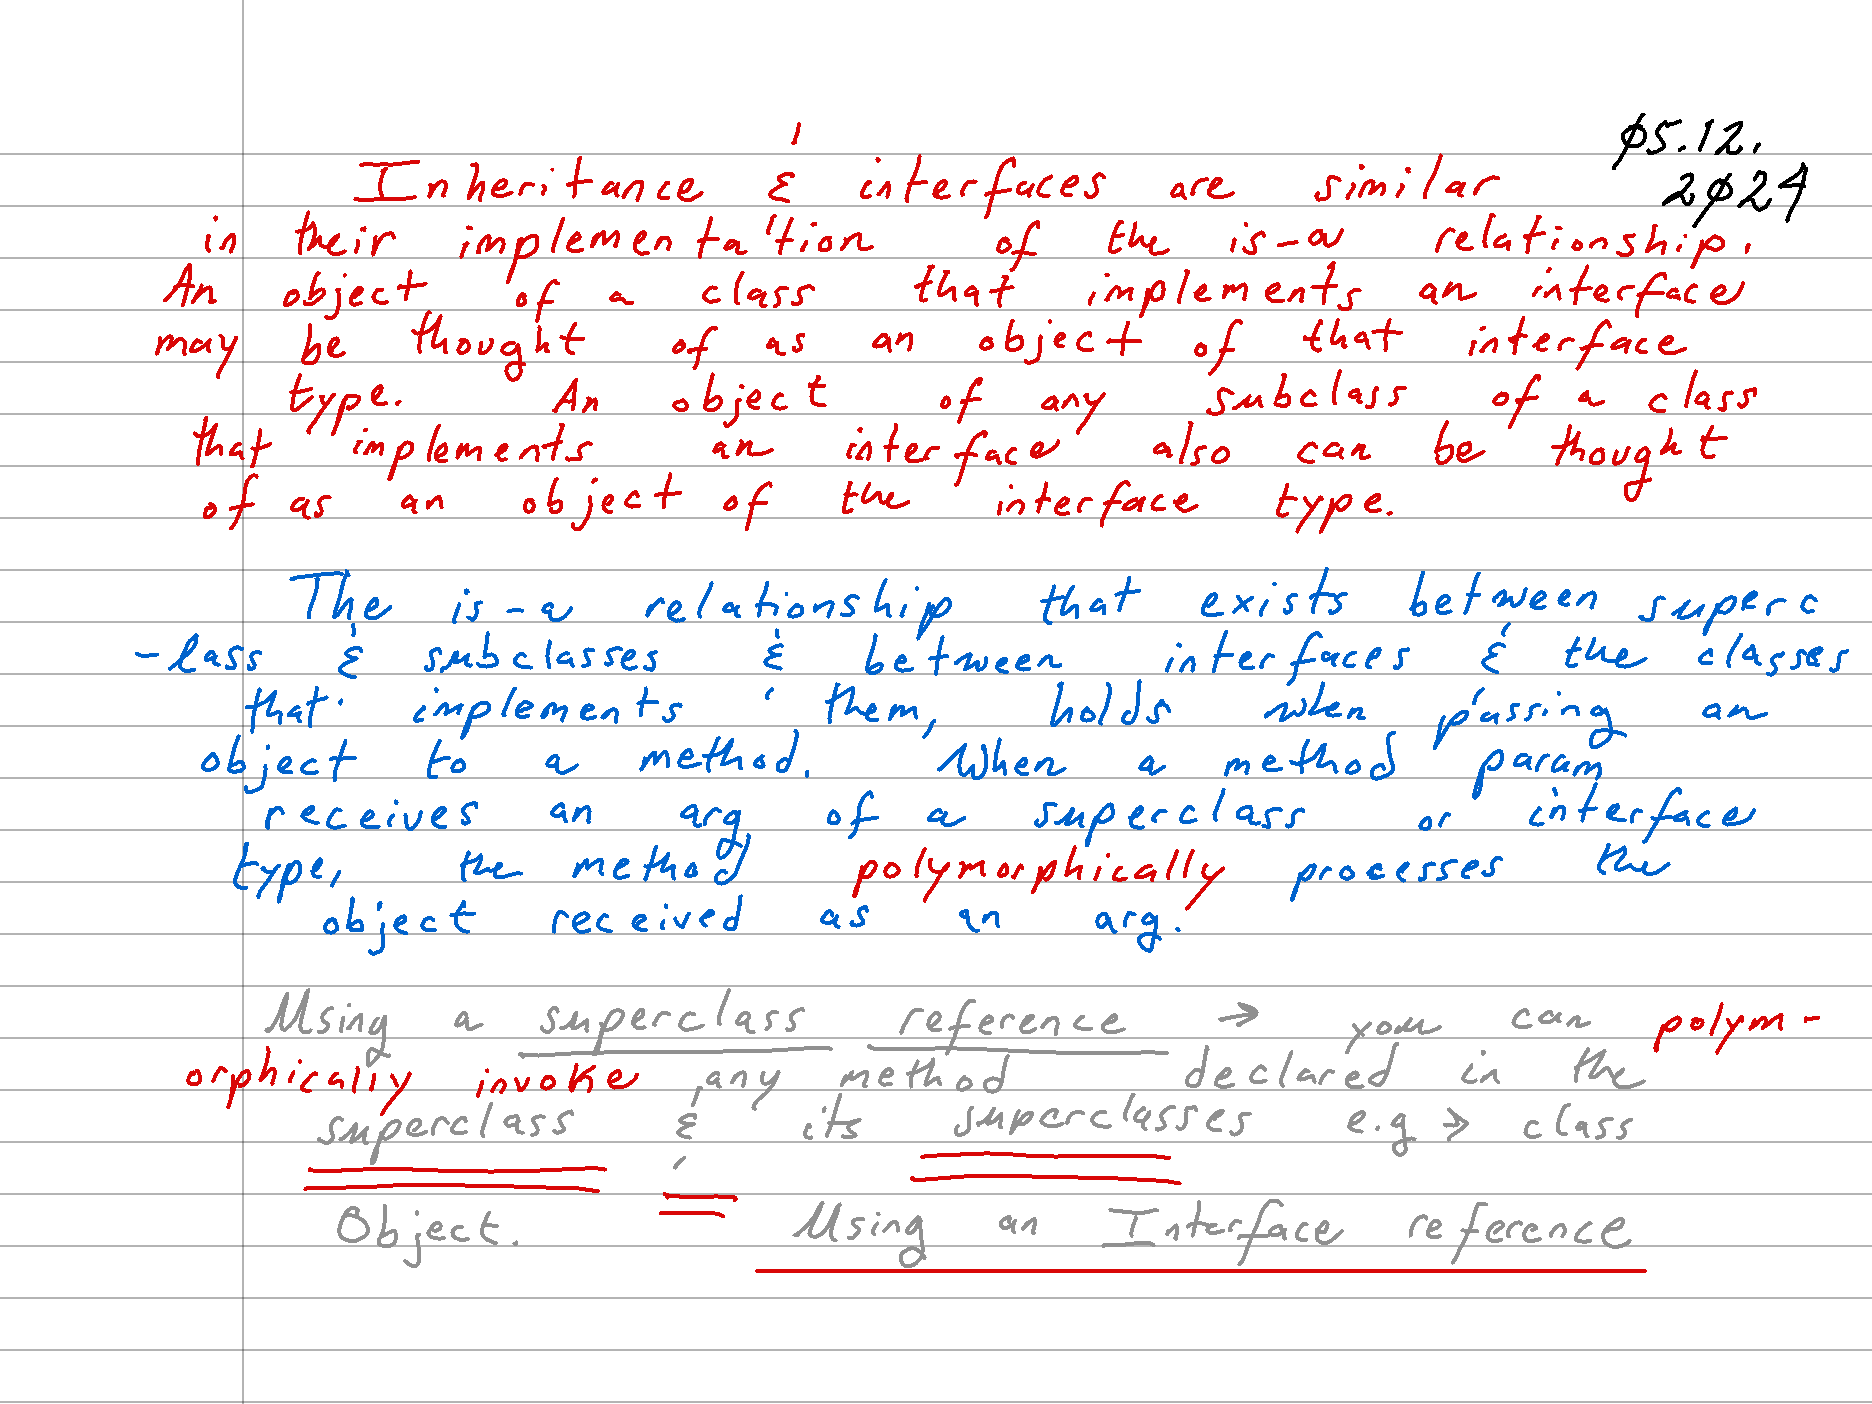 ø5.12.
2ø24
Inheritance & interfaces are similar
in their implementation of the is-a relationship.
An object of a class that implements an interface
may be thought of as an object of that interface
type. An object of any subclass of a class
that implements an interface also can be thought
of as an object of the interface type.
The is-a relationship that exists between superc
-lass & subclasses & between interfaces & the classes
that implements them, holds when passing an
object to a method. When a method param
receives an arg of a superclass or interface
type, the method polymorphically processes the
object received as an arg.
Using a superclass reference → you can polym-
orphically invoke any method declared in the
superclass & its superclasses e.g → class
Object. Using an Interface reference